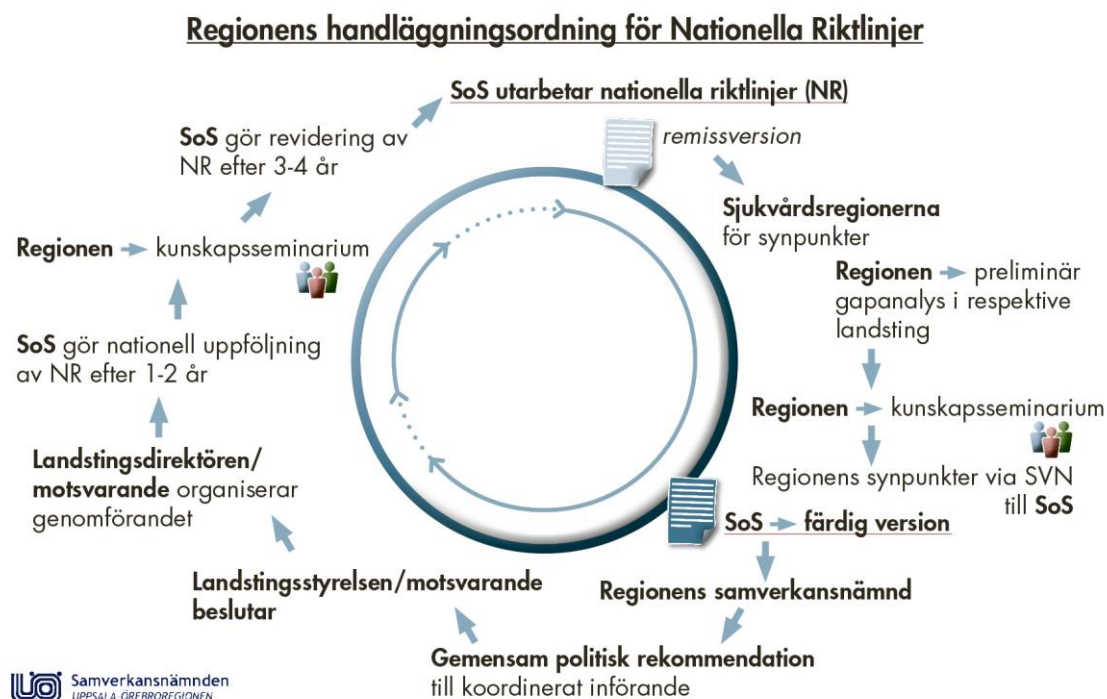 Regionens handläggningsordning för Nationella Riktlinjer
SoS utarbetar nationella riktlinjer (NR)
remissversion
Sjukvårdsregionerna
för synpunkter
Regionen preliminär
gapanalys i respektive
landsting
Regionen kunskapsseminarium
Regionens synpunkter via SVN
till SoS
SoS färdig version
Regionens samverkansnämnd
Gemensam politisk rekommendation
till koordinerat införande
Landstingsstyrelsen/motsvarande
beslutar
Landstingsdirektören/
motsvarande organiserar
genomförandet
SoS gör nationell uppföljning
av NR efter 1-2 år
Regionen kunskapsseminarium
SoS gör revidering av
NR efter 3-4 år
Samverkansnämnden
UPPSALA-ÖREBROREGIONEN